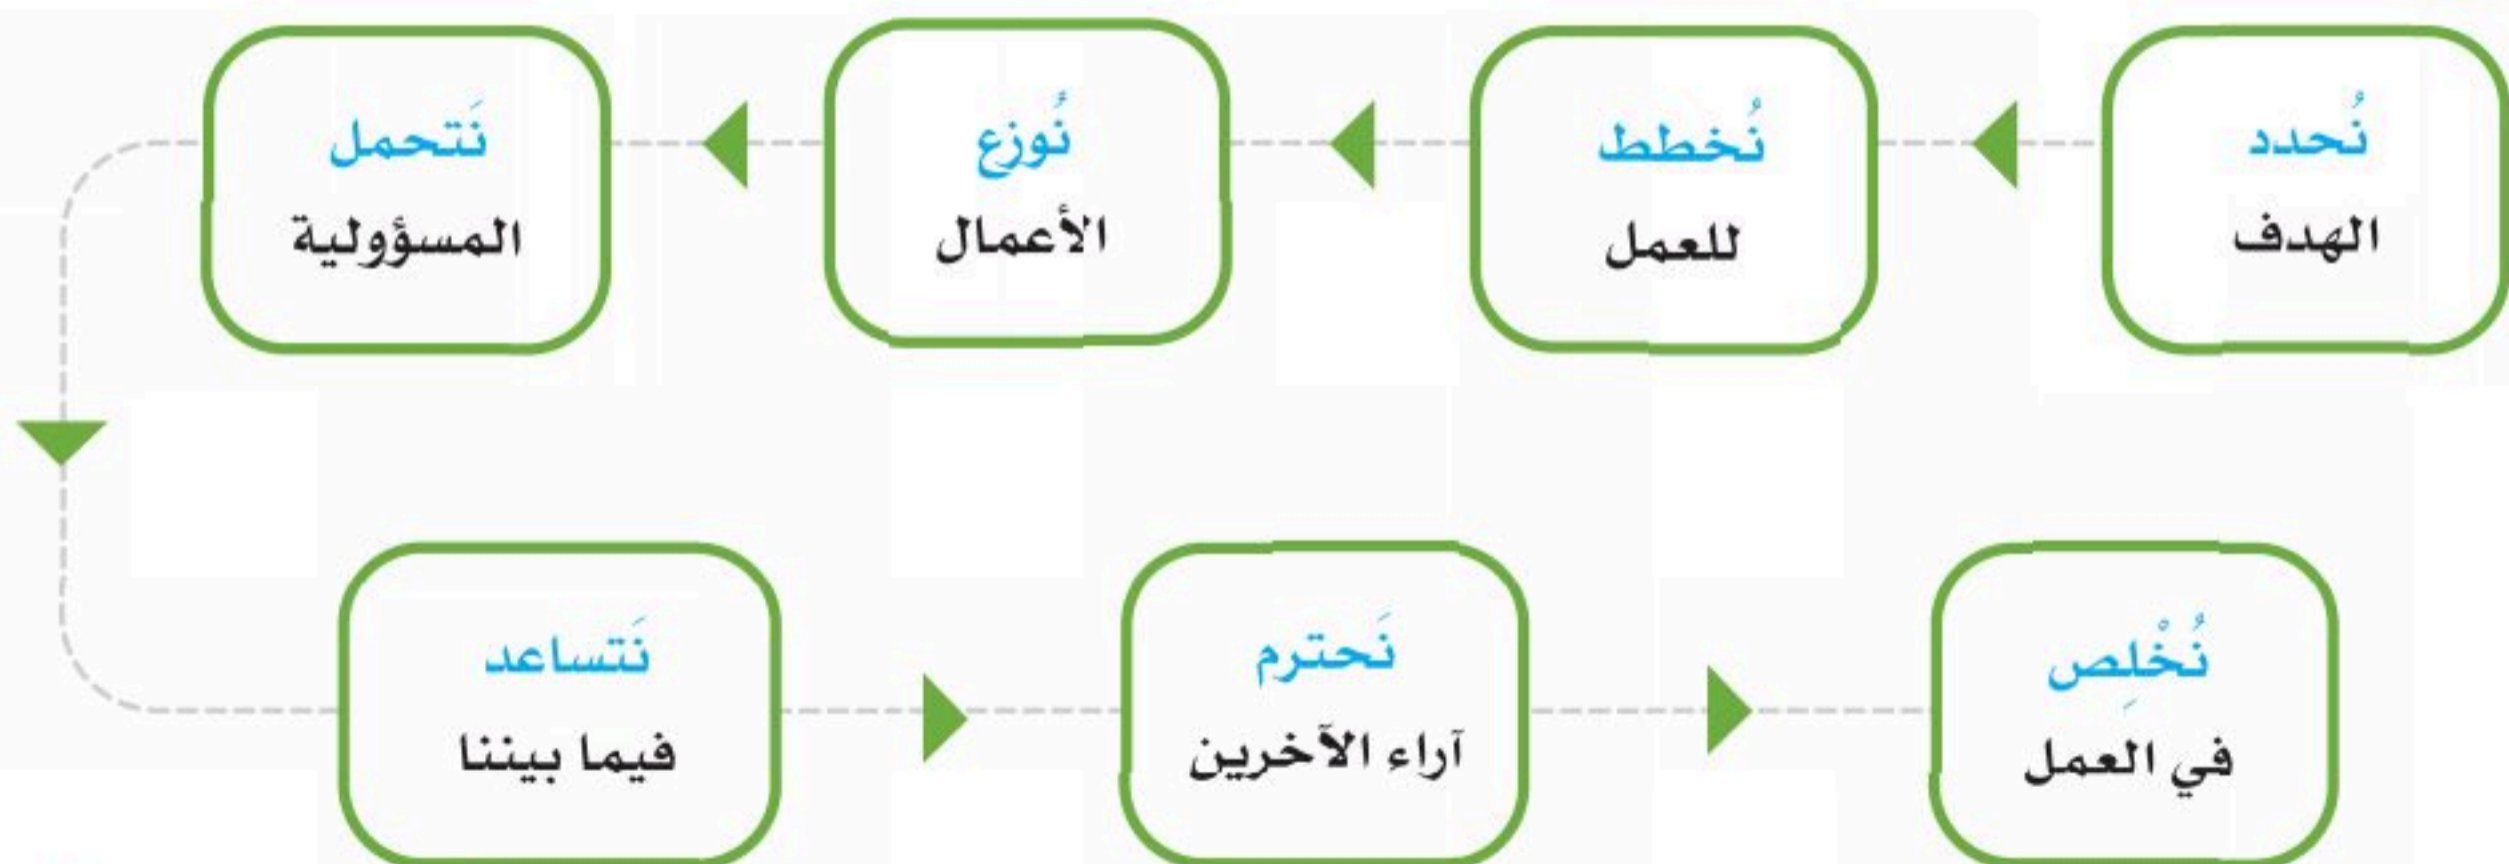 نُحدد
الهدف
نُخطط
للعمل
نُوزع
الأعمال
نَتحمل
المسؤولية
نَتساعد
فيما بيننا
نَحترم
آراء الآخرين
نُخْلِص
في العمل